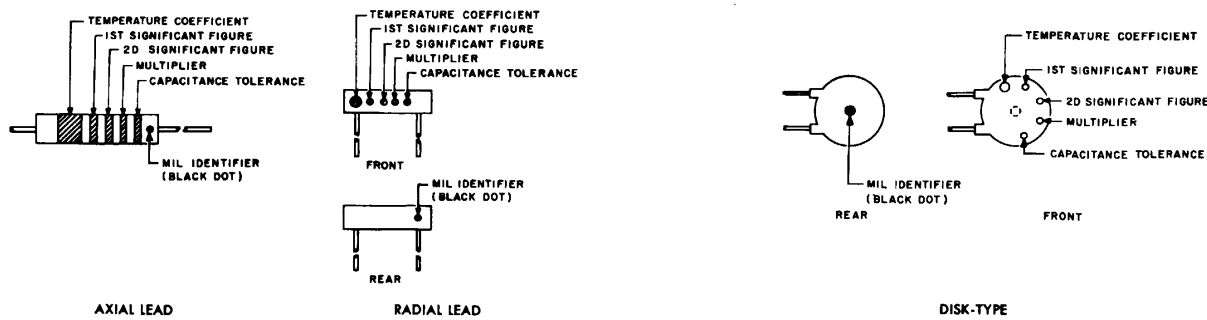 TEMPERATURE COEFFICIENT
1ST SIGNIFICANT FIGURE
2D SIGNIFICANT FIGURE
MULTIPLIER
CAPACITANCE TOLERANCE
MIL IDENTIFIER
(BLACK DOT)
AXIAL LEAD
TEMPERATURE COEFFICIENT
1ST SIGNIFICANT FIGURE
2D SIGNIFICANT FIGURE
MULTIPLIER
CAPACITANCE TOLERANCE
FRONT
MIL IDENTIFIER
(BLACK DOT)
REAR
RADIAL LEAD
MIL IDENTIFIER
(BLACK DOT)
REAR
TEMPERATURE COEFFICIENT
1ST SIGNIFICANT FIGURE
2D SIGNIFICANT FIGURE
MULTIPLIER
CAPACITANCE TOLERANCE
FRONT
DISK-TYPE